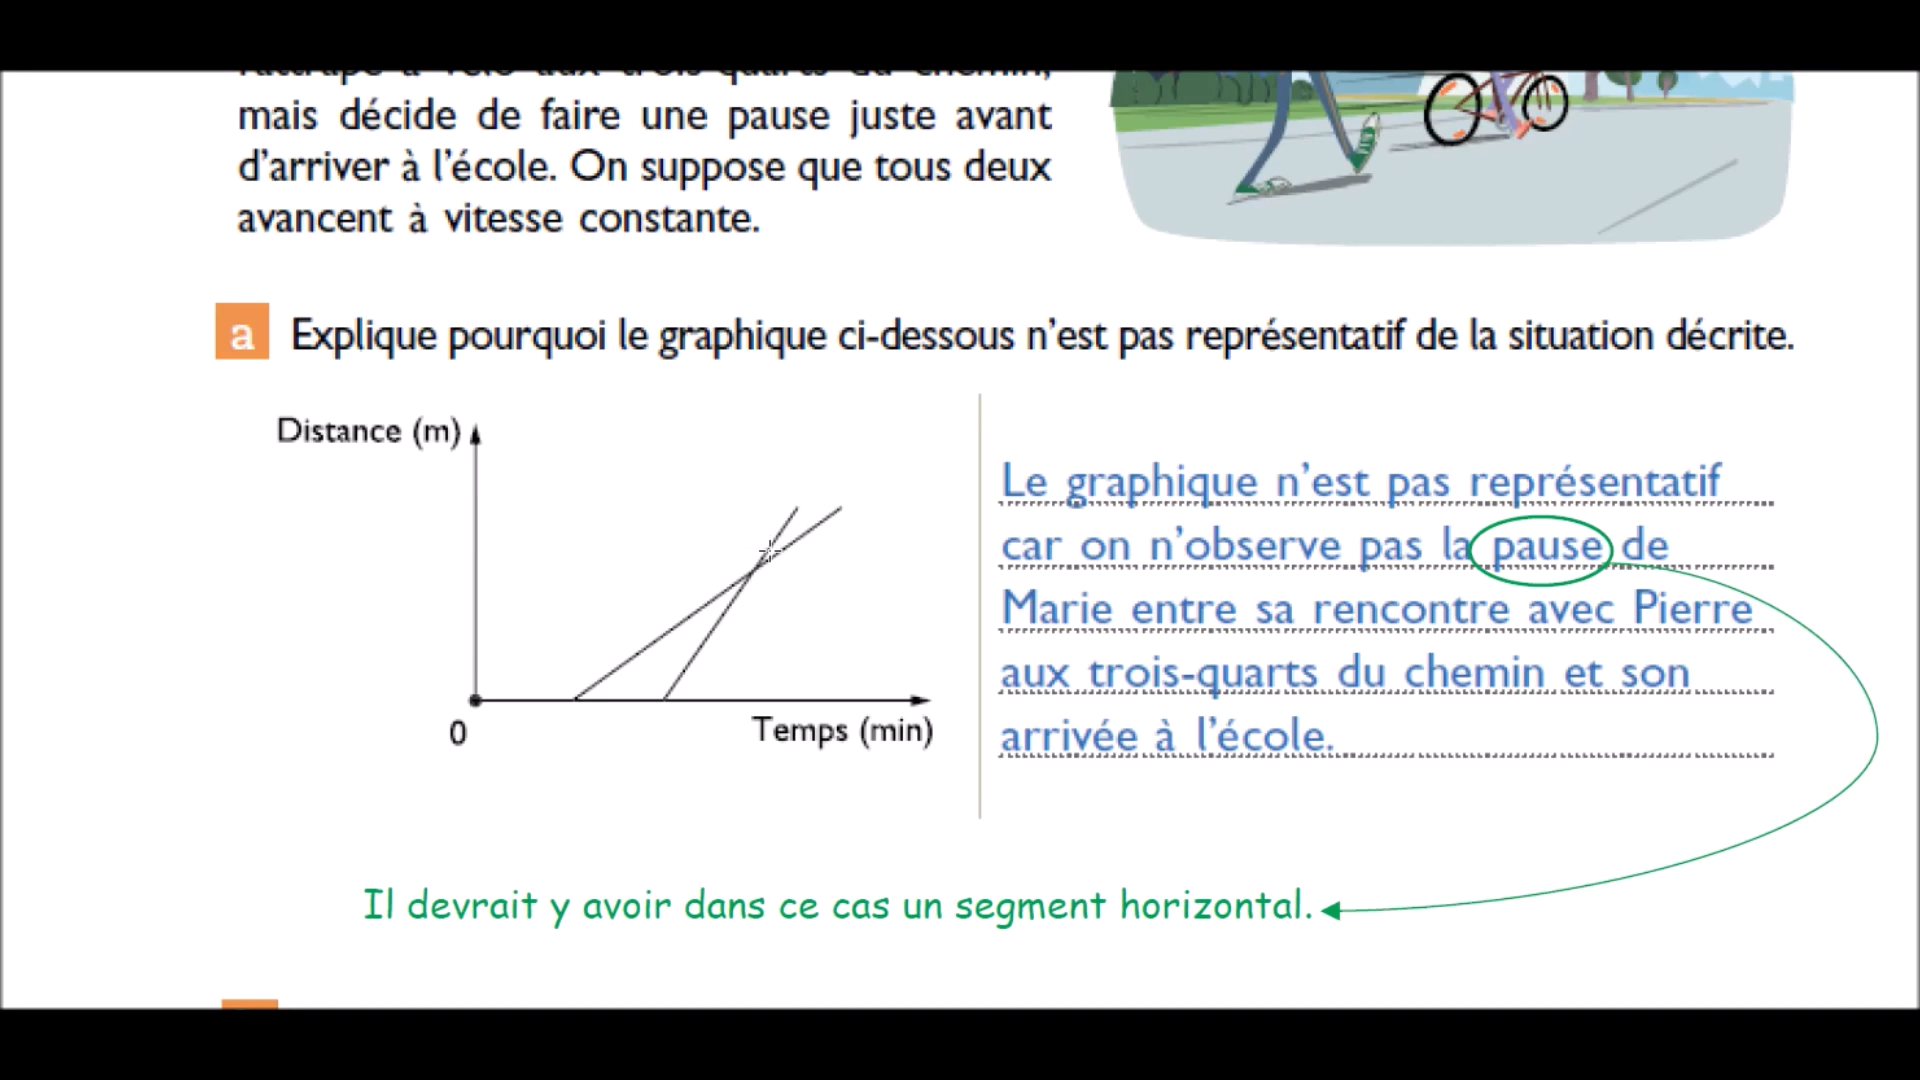 mais décide de faire une pause juste avant
d'arriver à l'école. On suppose que tous deux
avancent à vitesse constante.
a Explique pourquoi le graphique ci-dessous n'est pas représentatif de la situation décrite.
Distance (m)
0
Temps (min)
Le graphique n'est pas représentatif
car on n'observe pas la pause de
Marie entre sa rencontre avec Pierre
aux trois-quarts du chemin et son
arrivée à l'école.
Il devrait y avoir dans ce cas un segment horizontal.